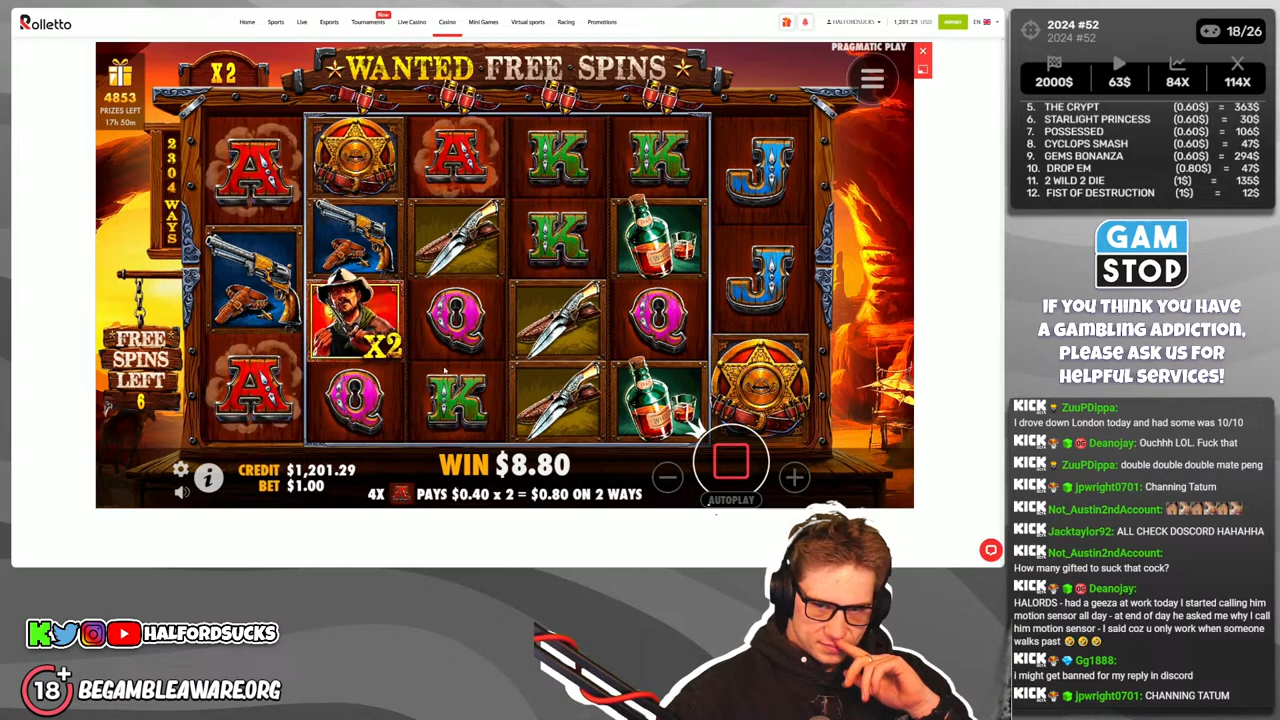 Rolletto
Home Sports Live Esports Tournaments New Live Casino Casino Mini Games Virtual sports Racing Promotions
HALFORDSUCKS 1,201.29 USD DEPOSIT EN
PRAGMATIC PLAY
X2
WANTED FREE SPINS
4853
PRIZES LEFT
17h 50m
2304 WAYS
A A K K J
K J
X2 Q Q
A Q K
FREE
SPINS
LEFT
6
CREDIT $1,201.29
BET $1.00
WIN $8.80
4X A PAYS $0.40 x 2 = $0.80 ON 2 WAYS
AUTOPLAY
2024 #52
2024 #52
18/26
2000$ 63$ 84X 114X
5. THE CRYPT (0.60$) = 363$
6. STARLIGHT PRINCESS (0.60$) = 30$
7. POSSESSED (0.60$) = 106$
8. CYCLOPS SMASH (0.60$) = 47$
9. GEMS BONANZA (0.60$) = 294$
10. DROP EM (0.80$) = 47$
11. 2 WILD 2 DIE (1$) = 135$
12. FIST OF DESTRUCTION (1$) = 12$
GAM
STOP
IF YOU THINK YOU HAVE
A GAMBLING ADDICTION,
PLEASE ASK US FOR
HELPFUL SERVICES!
KICK ZuuPDippa:
I drove down London today and had some was 10/10
KICK Deanojay: Ouchhh LOL. Fuck that
KICK ZuuPDippa: double double double mate peng
KICK jpwright0701: Channing Tatum
KICK Not_Austin2ndAccount:
KICK Jacktaylor92: ALL CHECK DOSCORD HAHAHHA
KICK Not_Austin2ndAccount:
How many gifted to suck that cock?
KICK OG Deanojay:
HALORDS - had a geeza at work today I started calling him
motion sensor all day - at end of day he asked me why I call
him motion sensor - I said coz u only work when someone
walks past 🤣🤣🤣
KICK Gg1888:
I might get banned for my reply in discord
KICK jpwright0701: CHANNING TATUM
K HALFORDSUCKS
18+ BEGAMBLEAWARE.ORG